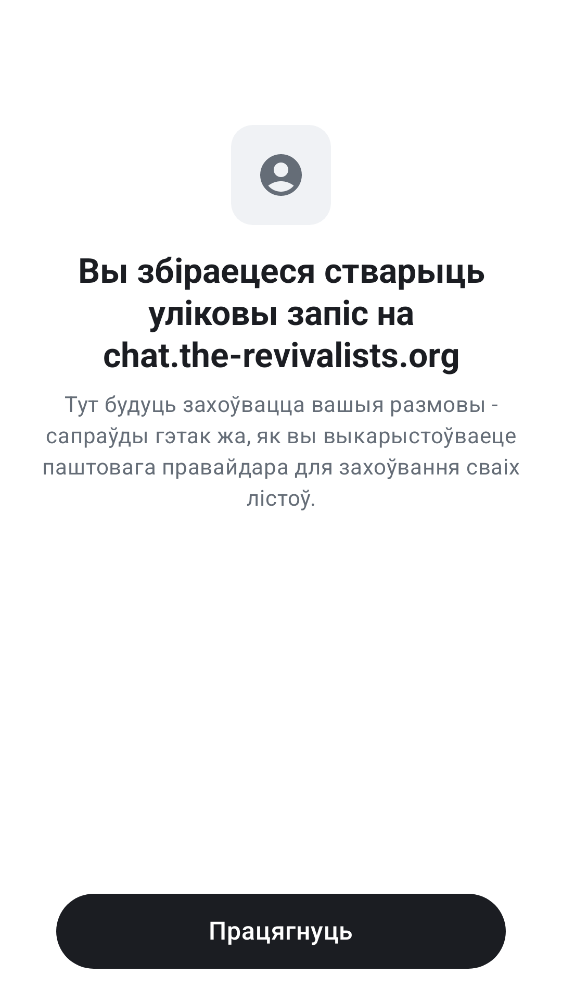 Вы збіраецеся стварыць
уліковы запіс на
chat.the-revivalists.org
Тут будуць захоўвацца вашыя размовы -
сапраўды гэтак жа, як вы выкарыстоўваеце
паштовага правайдара для захоўвання сваіх
лістоў.
Працягнуць